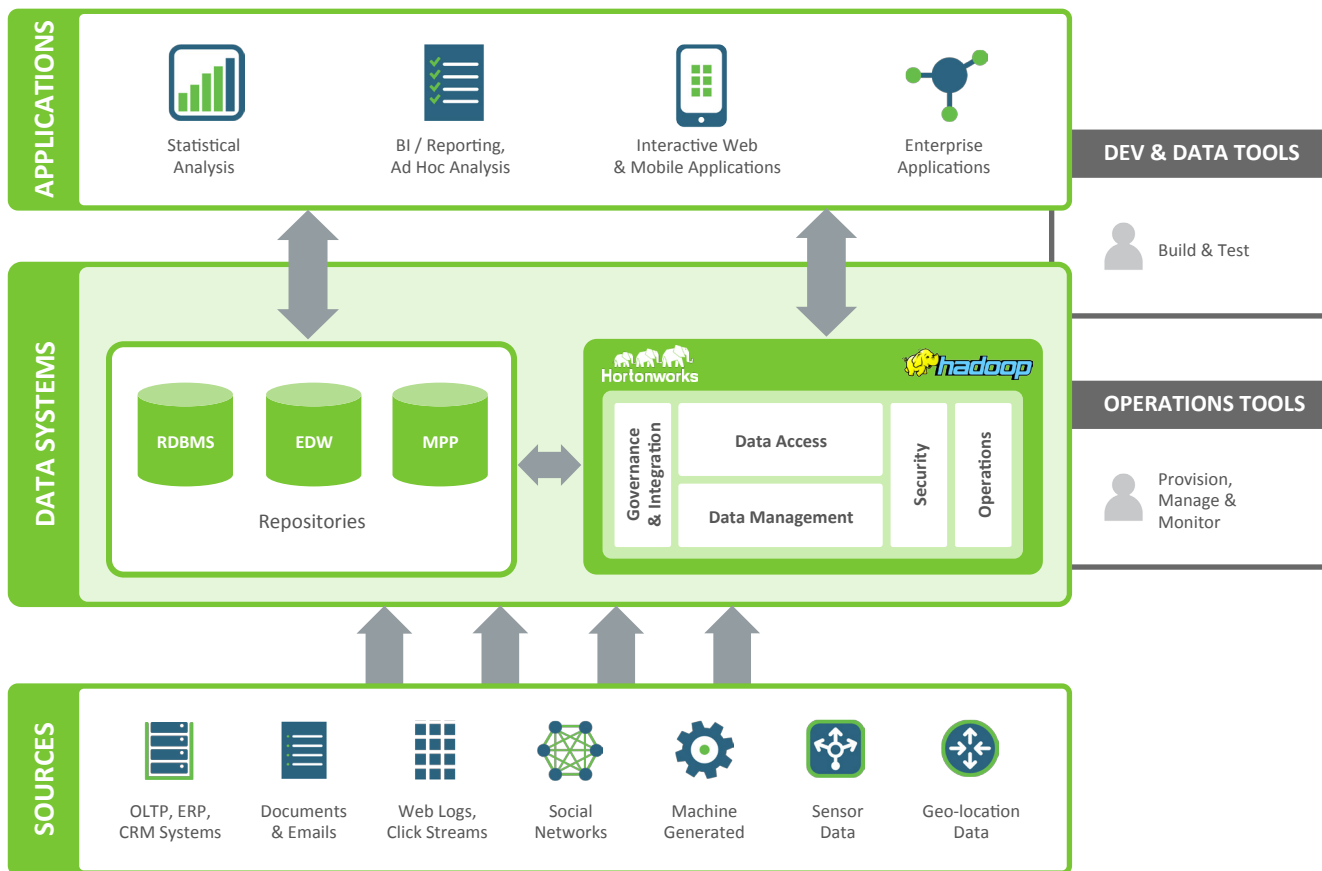 APPLICATIONS
Statistical
Analysis
BI / Reporting,
Ad Hoc Analysis
Interactive Web
& Mobile Applications
Enterprise
Applications
DEV & DATA TOOLS
Build & Test
DATA SYSTEMS
RDBMS
EDW
MPP
Repositories
Hortonworks
hadoop
Governance
& Integration
Data Access
Data Management
Security
Operations
OPERATIONS TOOLS
Provision,
Manage &
Monitor
SOURCES
OLTP, ERP,
CRM Systems
Documents
& Emails
Web Logs,
Click Streams
Social
Networks
Machine
Generated
Sensor
Data
Geo-location
Data